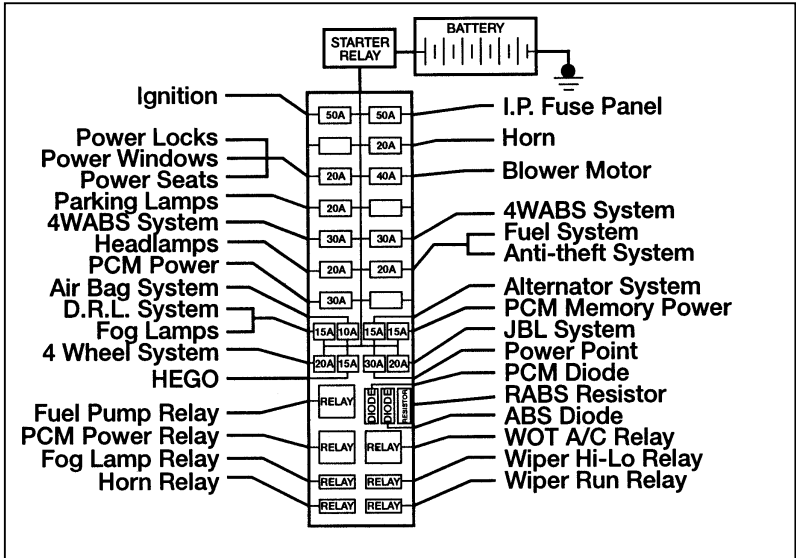 BATTERY
STARTER
RELAY
Ignition
Power Locks
Power Windows
Power Seats
Parking Lamps
4WABS System
Headlamps
PCM Power
Air Bag System
D.R.L. System
Fog Lamps
4 Wheel System
HEGO
Fuel Pump Relay
PCM Power Relay
Fog Lamp Relay
Horn Relay
50A 50A
20A
20A 40A
20A
30A 30A
20A 20A
30A
15A 10A 15A 15A
20A 15A 30A 20A
RELAY DIODE DIODE RESISTOR
RELAY RELAY
RELAY RELAY
RELAY RELAY
I.P. Fuse Panel
Horn
Blower Motor
4WABS System
Fuel System
Anti-theft System
Alternator System
PCM Memory Power
JBL System
Power Point
PCM Diode
RABS Resistor
ABS Diode
WOT A/C Relay
Wiper Hi-Lo Relay
Wiper Run Relay